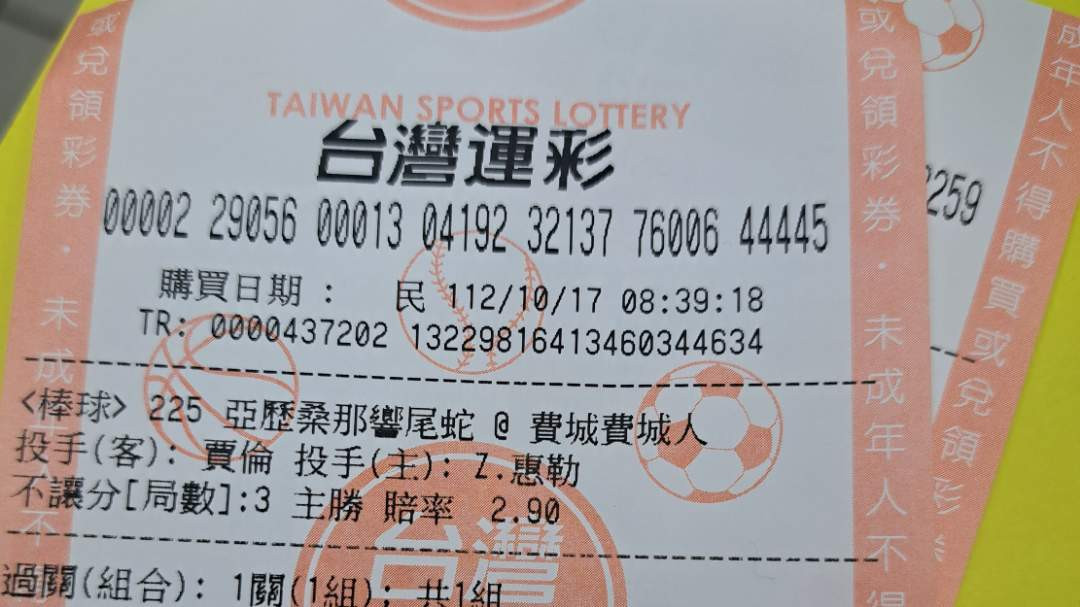 TAIWAN SPORTS LOTTERY
台灣運彩
00002 29056 00013 04192 32137 76006 44445
購買日期 : 民 112/10/17 08:39:18
TR: 0000437202 13229816413460344634
<棒球> 225 亞歷桑那響尾蛇 @ 費城費城人
投手(客): 賈倫 投手(主): Z.惠勒
不讓分[局數]:3 主勝 賠率 2.90
台灣
過關(組合): 1關(1組); 共1組
或兌領彩券·未成人不
或兌領彩券·未成年人不得
259
成年人不得購買或兌領彩